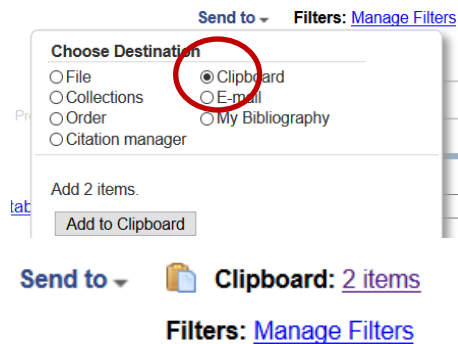 Send to Filters: Manage Filters
Choose Destination
File Clipboard
Collections E-mail
Order My Bibliography
Citation manager
Add 2 items.
tab
Add to Clipboard
Send to Clipboard: 2 items
Filters: Manage Filters